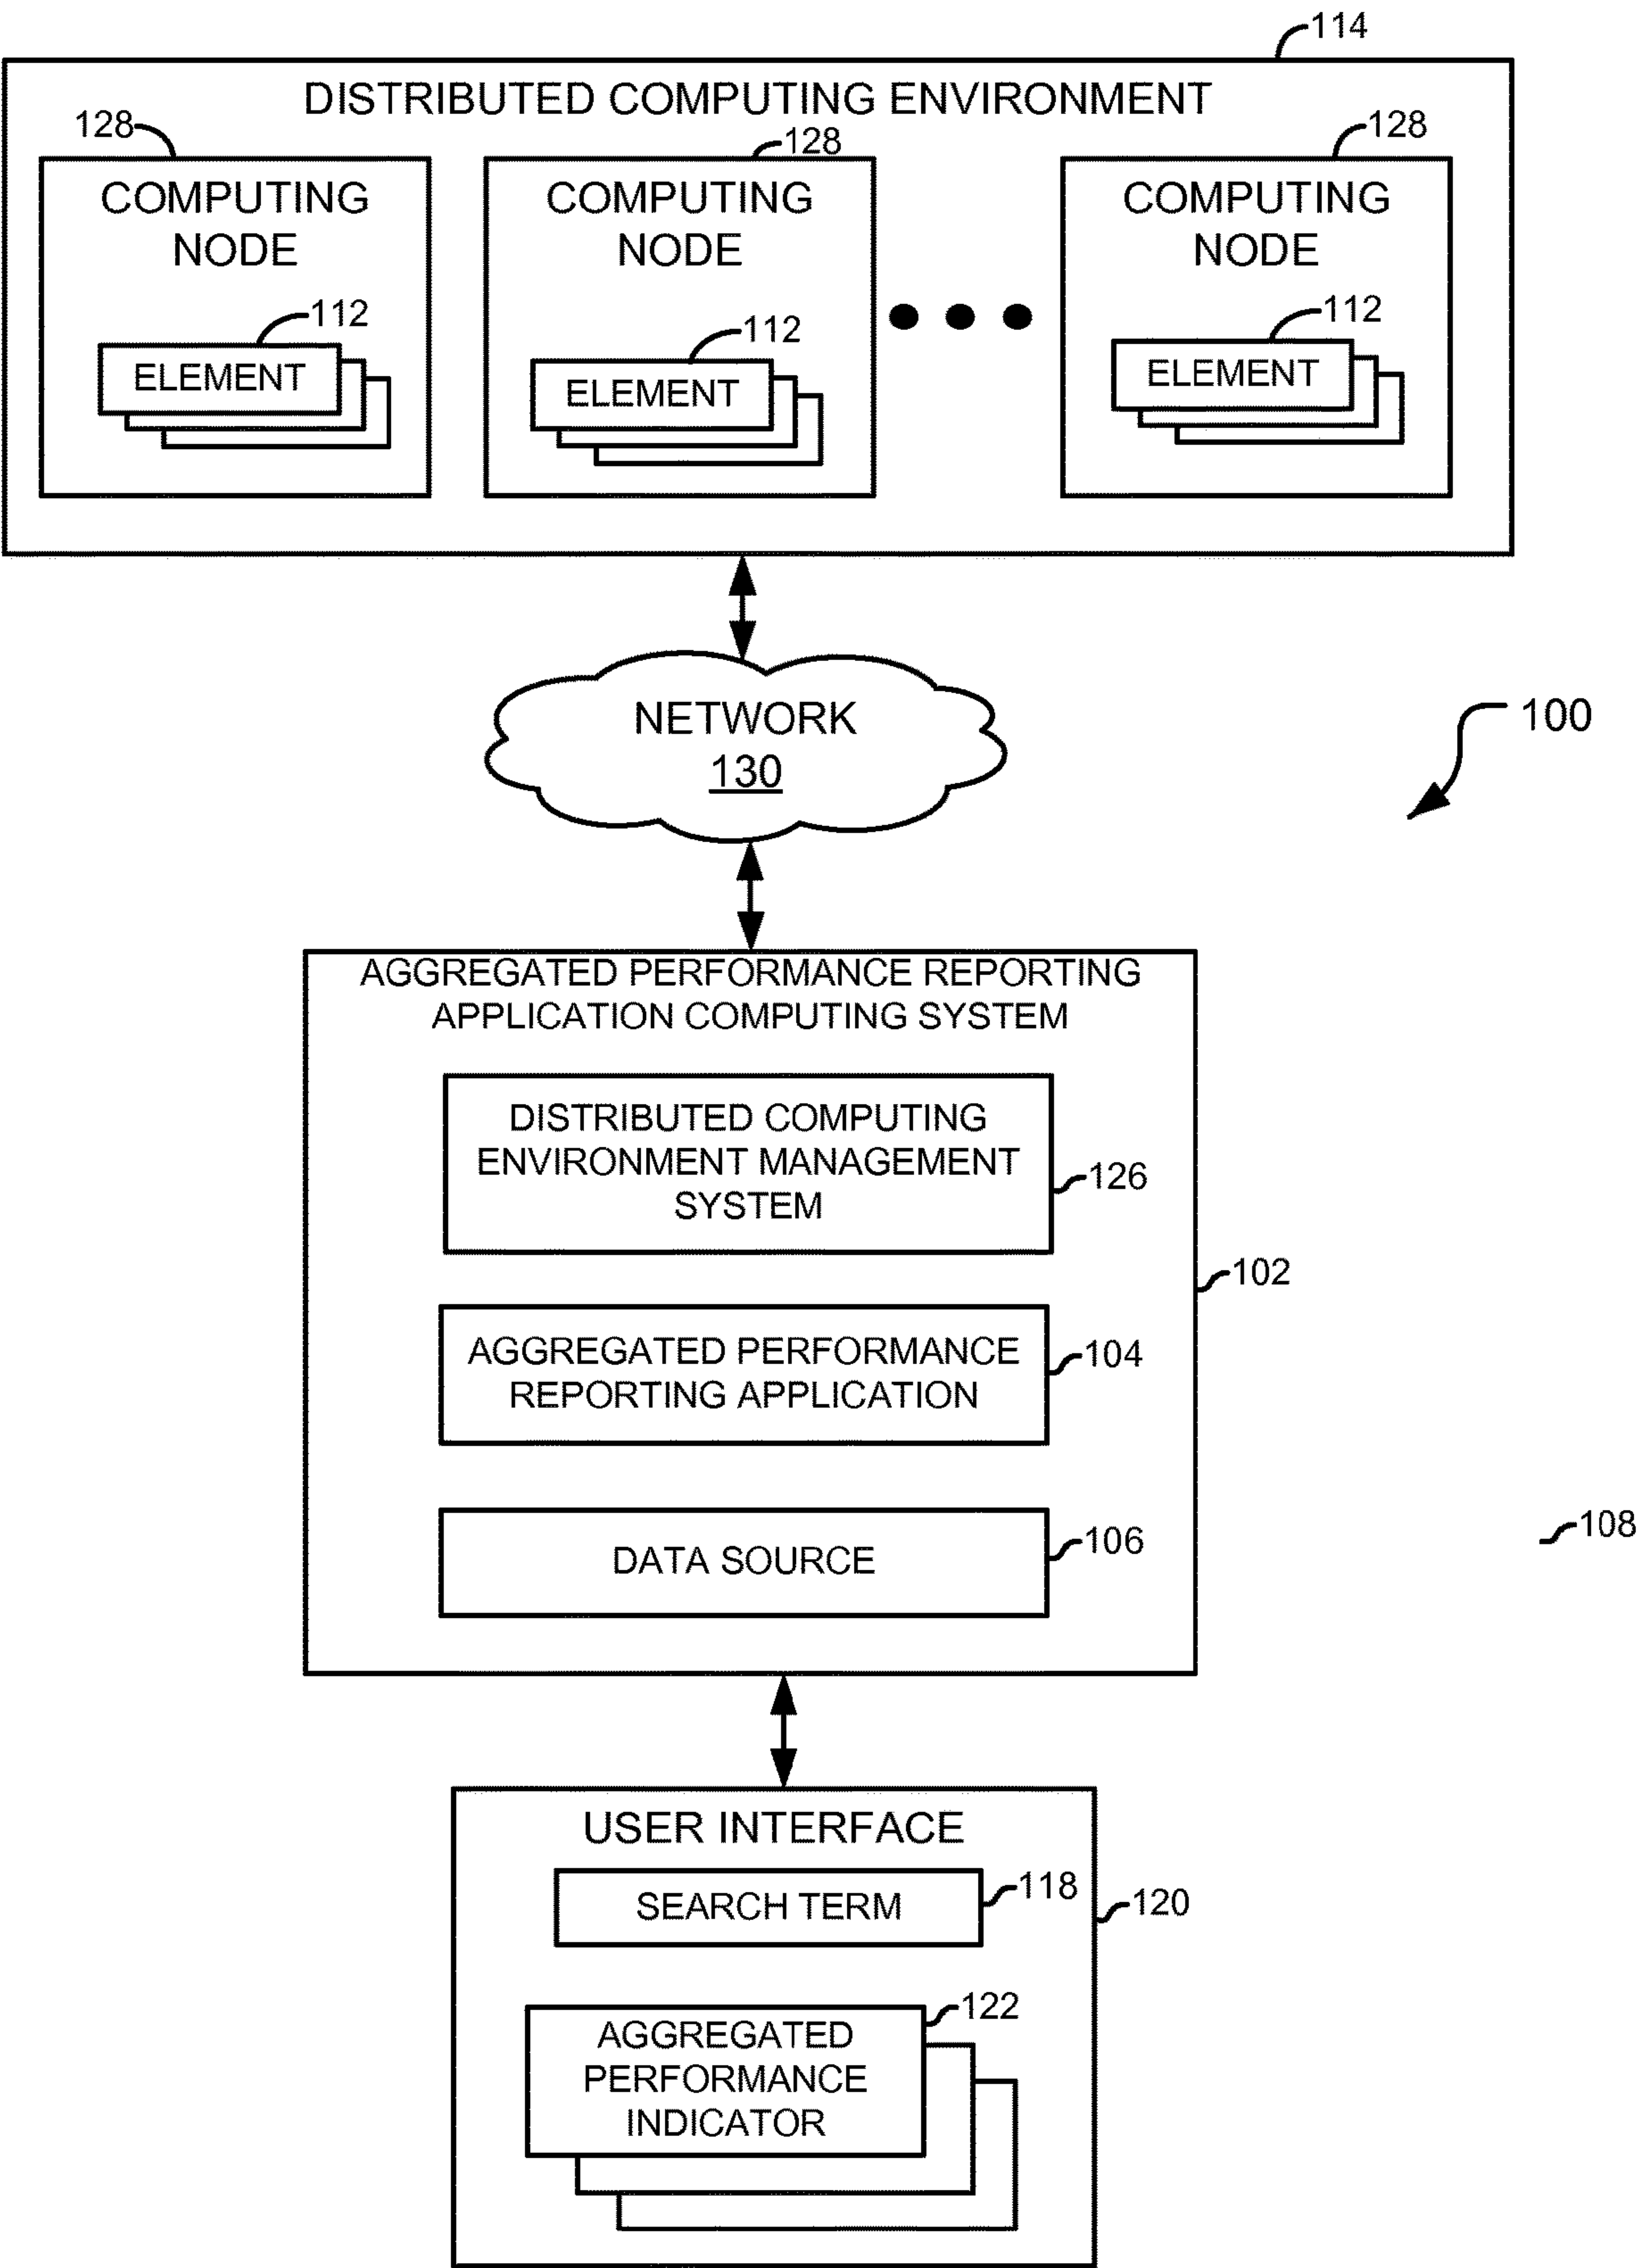 114
DISTRIBUTED COMPUTING ENVIRONMENT
128
128
128
COMPUTING
NODE
COMPUTING
NODE
COMPUTING
NODE
112
112
112
ELEMENT
ELEMENT
ELEMENT
NETWORK
130
100
AGGREGATED PERFORMANCE REPORTING
APPLICATION COMPUTING SYSTEM
DISTRIBUTED COMPUTING
ENVIRONMENT MANAGEMENT
SYSTEM
126
102
AGGREGATED PERFORMANCE
REPORTING APPLICATION
104
DATA SOURCE
106
108
USER INTERFACE
SEARCH TERM
118
120
122
AGGREGATED
PERFORMANCE
INDICATOR